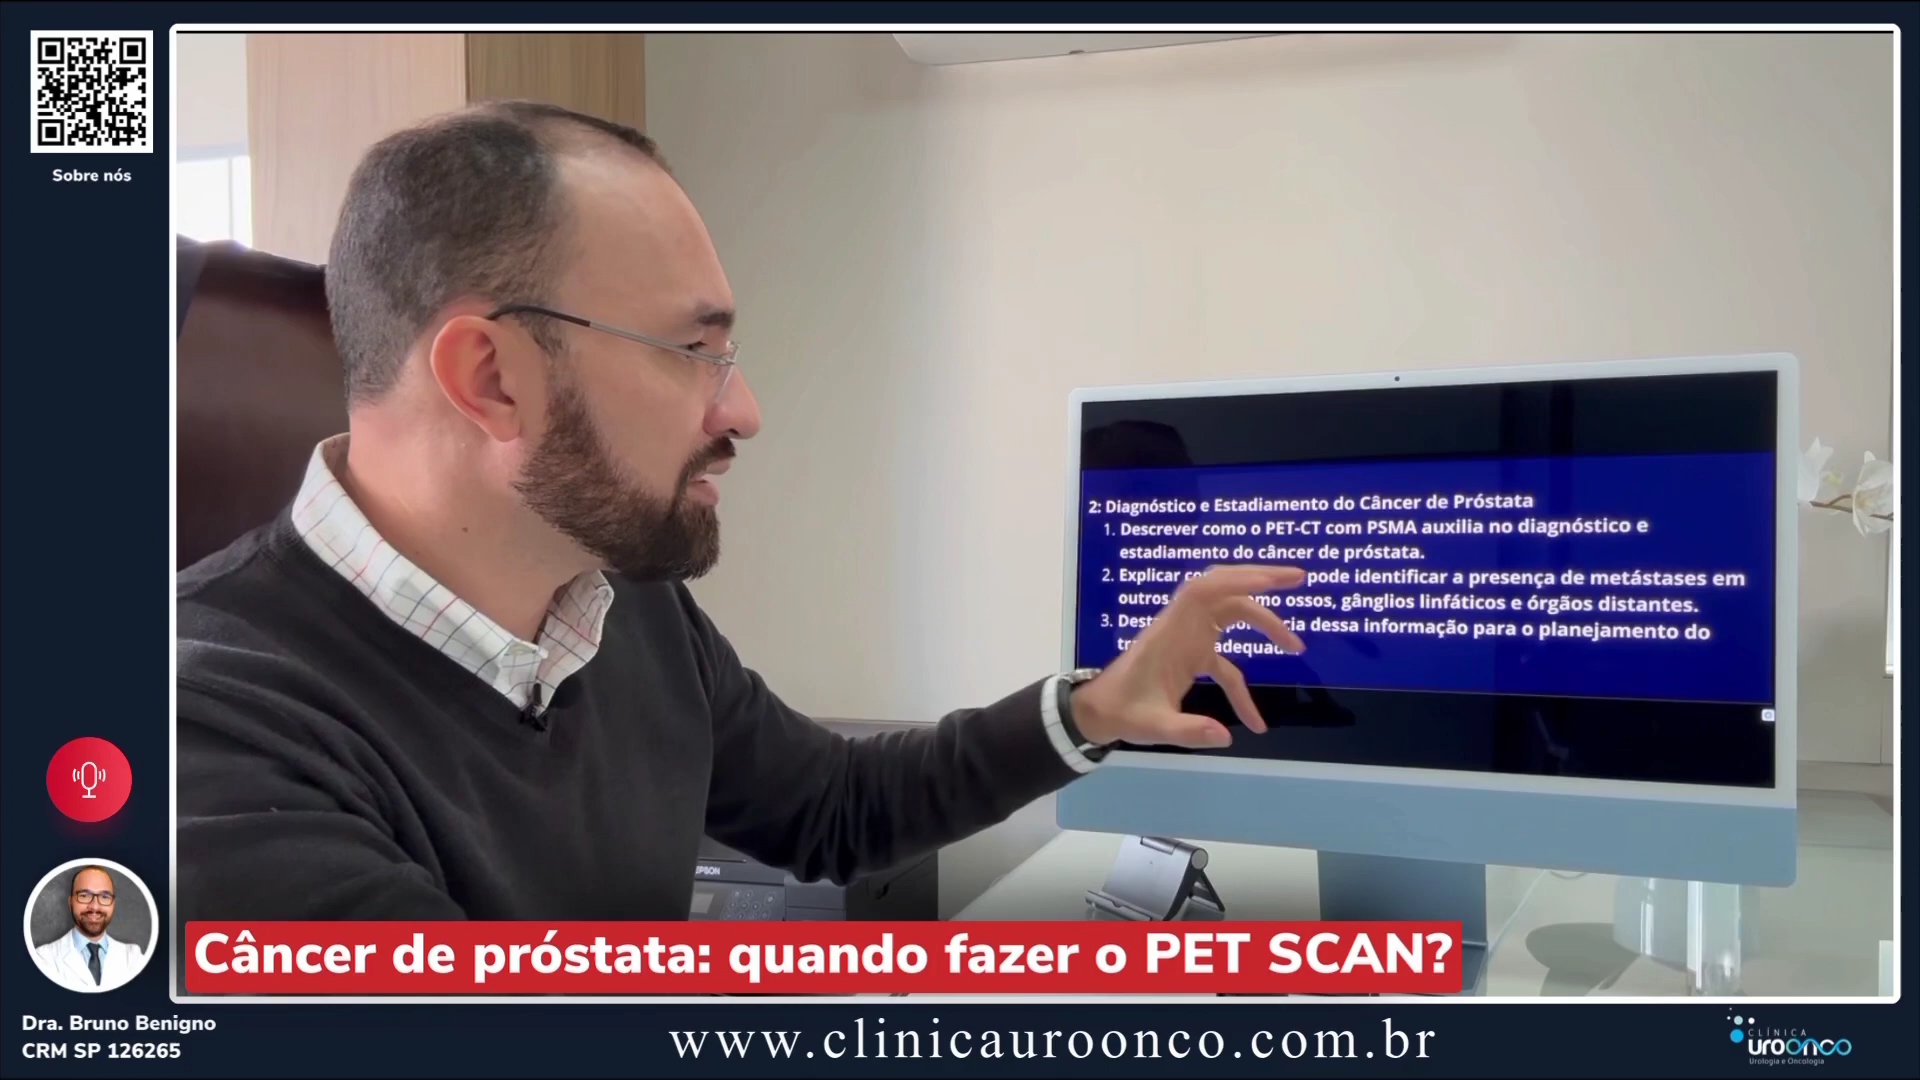 Sobre nós
2: Diagnóstico e Estadiamento do Câncer de Próstata
1. Descrever como o PET-CT com PSMA auxilia no diagnóstico e
estadiamento do câncer de próstata.
2. Explicar pode identificar a presença de metástases em
outros ossos, gânglios linfáticos e órgãos distantes.
3. dessa informação para o planejamento do
EPSON
Câncer de próstata: quando fazer o PET SCAN?
Dra. Bruno Benigno
CRM SP 126265
www.clinicauroonco.com.br
CLÍNICA
uroonco
Urologia e Oncologia